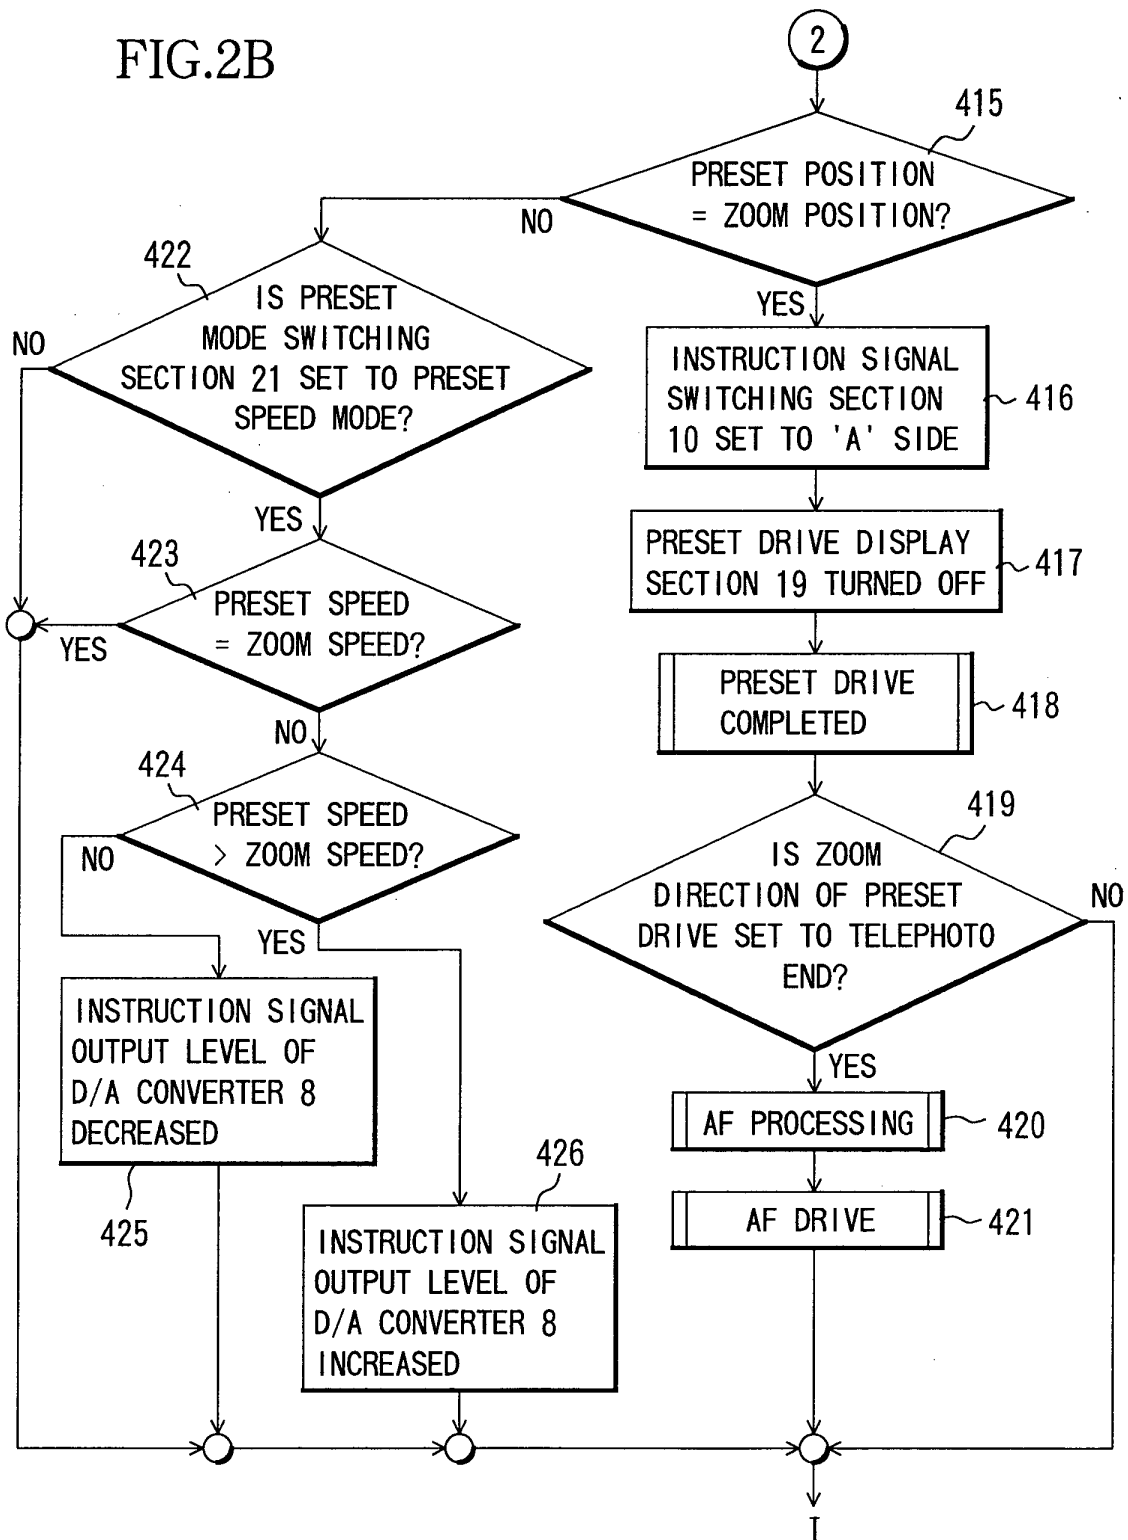 FIG.2B
2
415
PRESET POSITION
= ZOOM POSITION?
NO
YES
422
IS PRESET
MODE SWITCHING
SECTION 21 SET TO PRESET
SPEED MODE?
NO
YES
INSTRUCTION SIGNAL
SWITCHING SECTION
10 SET TO 'A' SIDE
416
PRESET DRIVE DISPLAY
SECTION 19 TURNED OFF
417
423
PRESET SPEED
= ZOOM SPEED?
YES
NO
PRESET DRIVE
COMPLETED
418
424
PRESET SPEED
> ZOOM SPEED?
NO
YES
419
IS ZOOM
DIRECTION OF PRESET
DRIVE SET TO TELEPHOTO
END?
NO
YES
INSTRUCTION SIGNAL
OUTPUT LEVEL OF
D/A CONVERTER 8
DECREASED
425
426
INSTRUCTION SIGNAL
OUTPUT LEVEL OF
D/A CONVERTER 8
INCREASED
AF PROCESSING
420
AF DRIVE
421